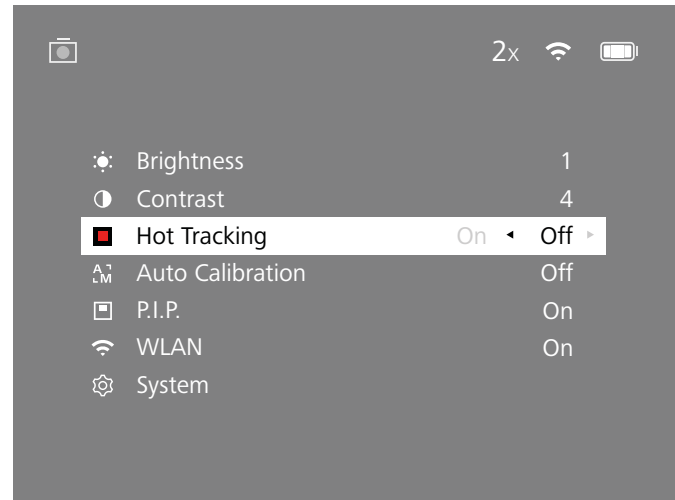 2x
Brightness 1
Contrast 4
Hot Tracking On Off
A M Auto Calibration Off
P.I.P. On
WLAN On
System